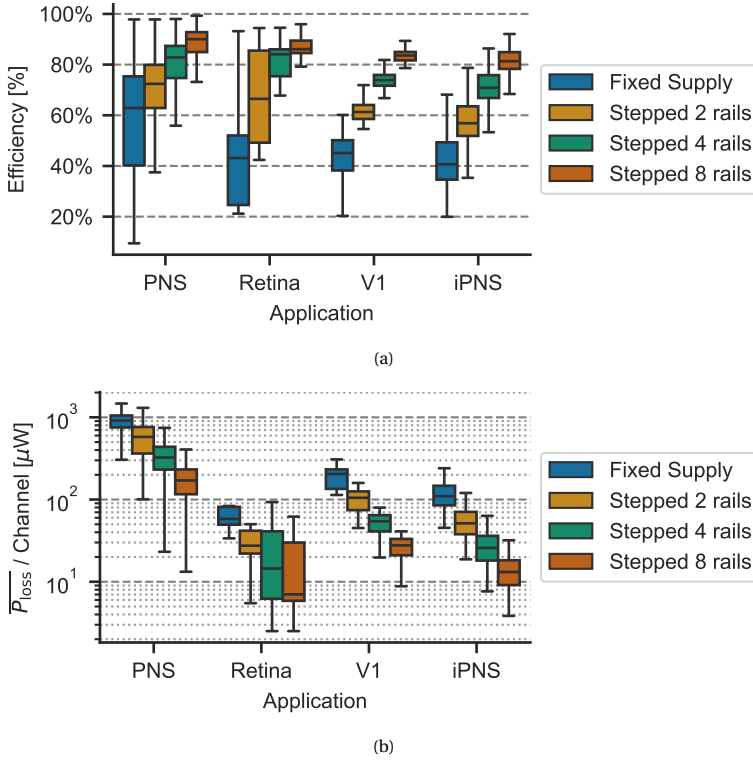 100%
80%
60%
40%
20%
Efficiency [%]
PNS Retina V1 iPNS
Application
Fixed Supply
Stepped 2 rails
Stepped 4 rails
Stepped 8 rails
(a)
10³
10²
10¹
P̅loss / Channel [μW]
PNS Retina V1 iPNS
Application
Fixed Supply
Stepped 2 rails
Stepped 4 rails
Stepped 8 rails
(b)